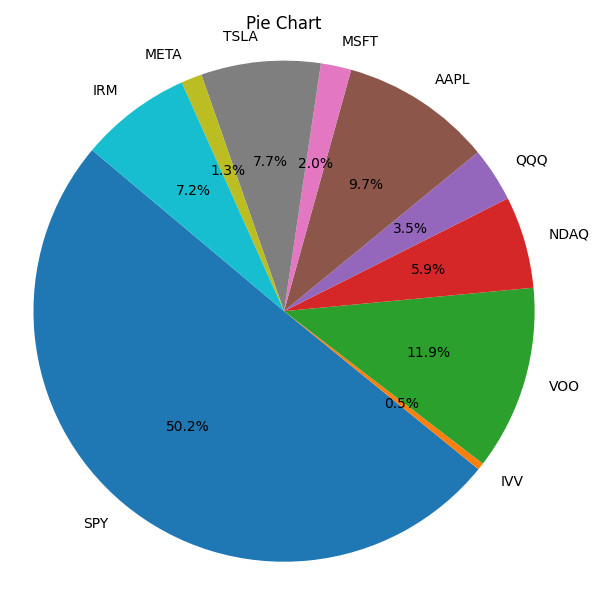 Pie Chart
TSLA
MSFT
META
AAPL
IRM
QQQ
7.7%
2.0%
1.3%
9.7%
7.2%
3.5%
NDAQ
5.9%
11.9%
VOO
0.5%
50.2%
IVV
SPY